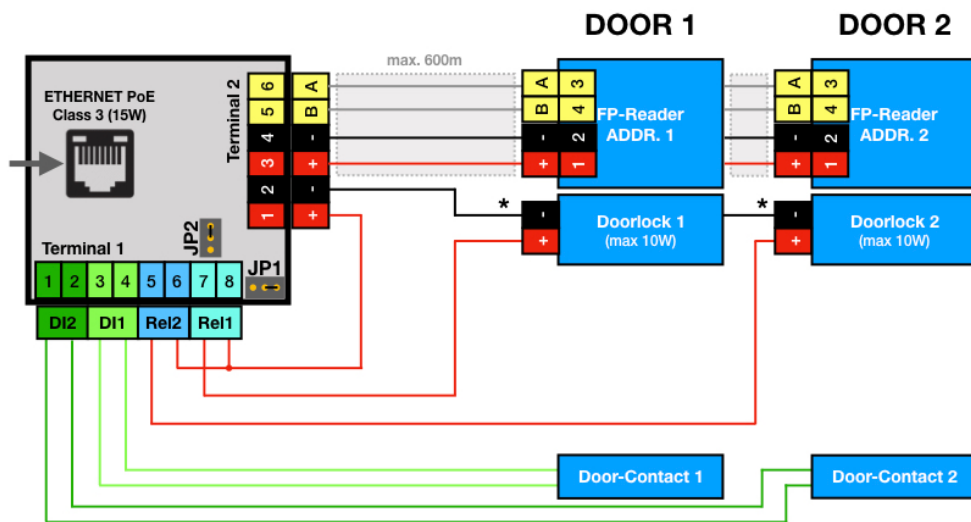 DOOR 1
DOOR 2
max. 600m
ETHERNET PoE
Class 3 (15W)
Terminal 2
6 A
5 B
4 -
3 +
2 -
1 +
A 3
B 4
- 2
+ 1
FP-Reader
ADDR. 1
A 3
B 4
- 2
+ 1
FP-Reader
ADDR. 2
* -
+
Doorlock 1
(max 10W)
* -
+
Doorlock 2
(max 10W)
JP2
Terminal 1
JP1
1 2 3 4 5 6 7 8
DI2 DI1 Rel2 Rel1
Door-Contact 1
Door-Contact 2